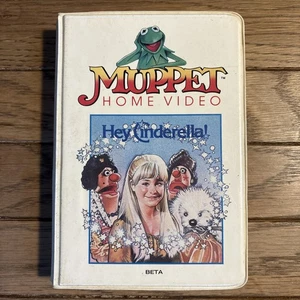 MUPPET
HOME VIDEO
Hey Cinderella!
BETA